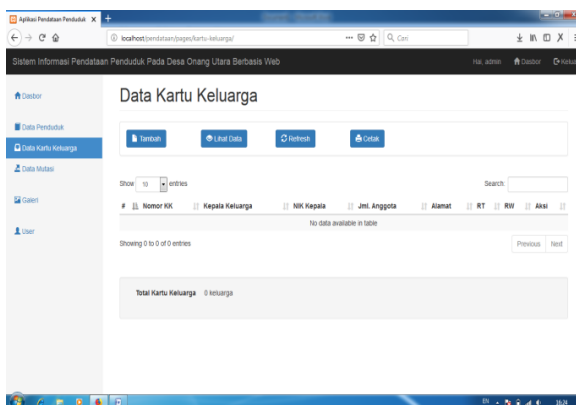 Aplikasi Pendataan Penduduk
localhost/pendataan/pages/kartu-keluarga/
Cari
Sistem Informasi Pendataan Penduduk Pada Desa Onang Utara Berbasis Web
Hai, admin Dasbor Kelua
Dasbor
Data Penduduk
Data Kartu Keluarga
Data Mutasi
Galeri
User
Data Kartu Keluarga
Tambah Lihat Data Refresh Cetak
Show 10 entries Search:
# Nomor KK Kepala Keluarga NIK Kepala Jml. Anggota Alamat RT RW Aksi
No data available in table
Showing 0 to 0 of 0 entries Previous Next
Total Kartu Keluarga 0 keluarga
EN 16:24